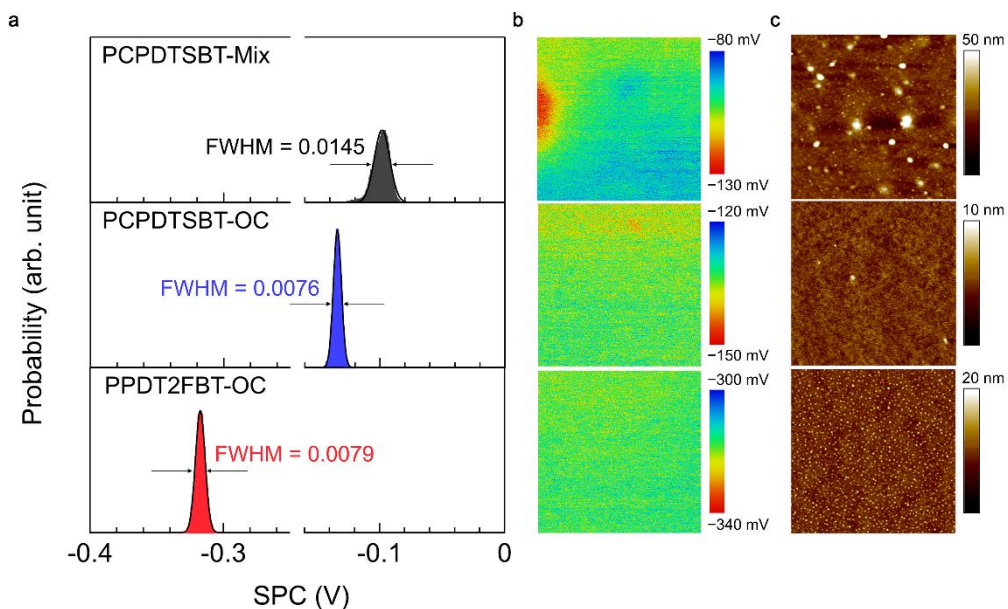 a
b
c
PCPDTSBT-Mix
FWHM = 0.0145
PCPDTSBT-OC
FWHM = 0.0076
PPDT2FBT-OC
FWHM = 0.0079
Probability (arb. unit)
-0.4
-0.3
-0.1
0
SPC (V)
−80 mV
−130 mV
−120 mV
−150 mV
−300 mV
−340 mV
50 nm
10 nm
20 nm